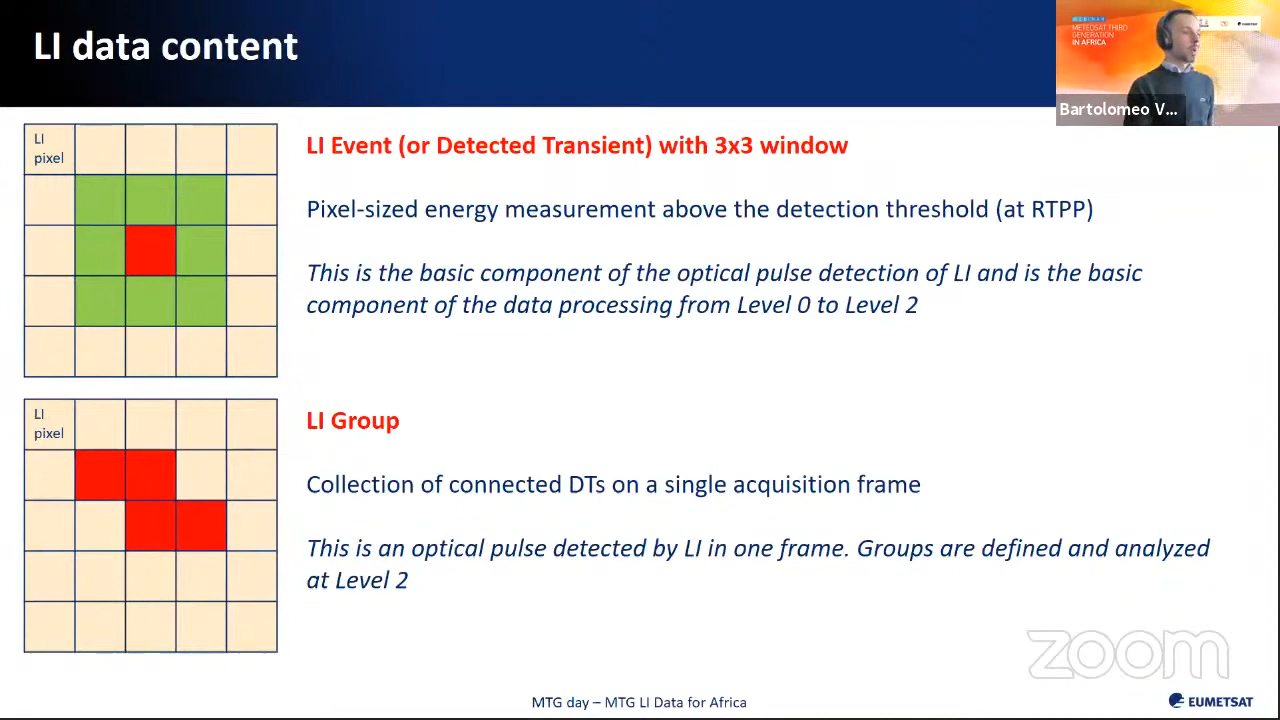 LI data content
WEBINAR
METEOSAT THIRD
GENERATION
IN AFRICA
EUMETSAT
Bartolomeo V...
LI
pixel
LI Event (or Detected Transient) with 3x3 window
Pixel-sized energy measurement above the detection threshold (at RTPP)
This is the basic component of the optical pulse detection of LI and is the basic
component of the data processing from Level 0 to Level 2
LI
pixel
LI Group
Collection of connected DTs on a single acquisition frame
This is an optical pulse detected by LI in one frame. Groups are defined and analyzed
at Level 2
zoom
MTG day – MTG LI Data for Africa
EUMETSAT